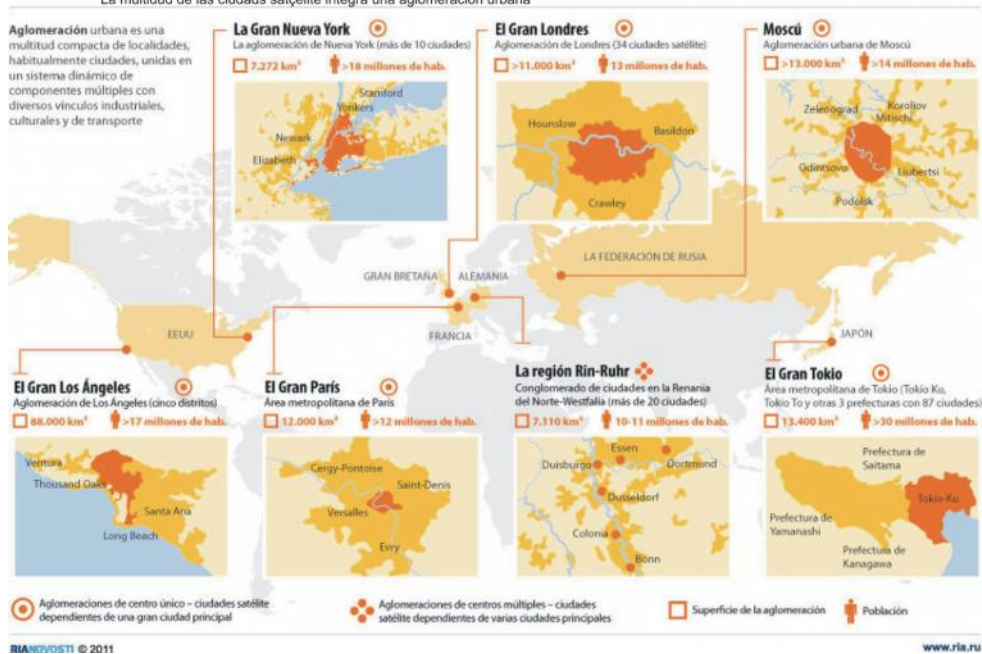 La multidud de las ciudads satçelite integra una aglomeración urbana
Aglomeración urbana es una
multitud compacta de localidades,
habitualmente ciudades, unidas en
un sistema dinámico de
componentes múltiples con
diversos vínculos industriales,
culturales y de transporte
La Gran Nueva York
La aglomeración de Nueva York (más de 10 ciudades)
7.272 km² >18 millones de hab.
Stamford
Yonkers
Newark
Elizabeth
El Gran Londres
Aglomeración de Londres (34 ciudades satélite)
>11.000 km² 13 millones de hab.
Hounslow
Basildon
Crawley
Moscú
Aglomeración urbana de Moscú
>13.000 km² >14 millones de hab.
Zelenograd
Koroliov
Mitischi
Odintsovo
Liubertsi
Podolsk
LA FEDERACIÓN DE RUSIA
GRAN BRETAÑA
ALEMANIA
EEUU
FRANCIA
JAPÓN
El Gran Los Ángeles
Aglomeración de Los Ángeles (cinco distritos)
88.000 km² >17 millones de hab.
Ventura
Thousand Oaks
Santa Ana
Long Beach
El Gran París
Área metropolitana de París
12.000 km² >12 millones de hab.
Cergy-Pontoise
Saint-Denis
Versalles
Evry
La región Rin-Ruhr
Conglomerado de ciudades en la Renania
del Norte-Westfalia (más de 20 ciudades)
7.110 km² 10-11 millones de hab.
Essen
Duisburgo
Dortmund
Dusseldorf
Colonia
Bonn
El Gran Tokio
Área metropolitana de Tokio (Tokio Ku,
Tokio To y otras 3 prefecturas con 87 ciudades)
13.400 km² >30 millones de hab.
Prefectura de
Saitama
Tokio-Ku
Prefectura de
Yamanashi
Prefectura de
Kanagawa
Aglomeraciones de centro único – ciudades satélite
dependientes de una gran ciudad principal
Aglomeraciones de centros múltiples – ciudades
satélite dependientes de varias ciudades principales
Superficie de la aglomeración
Población
RIANOVOSTI © 2011
www.ria.ru